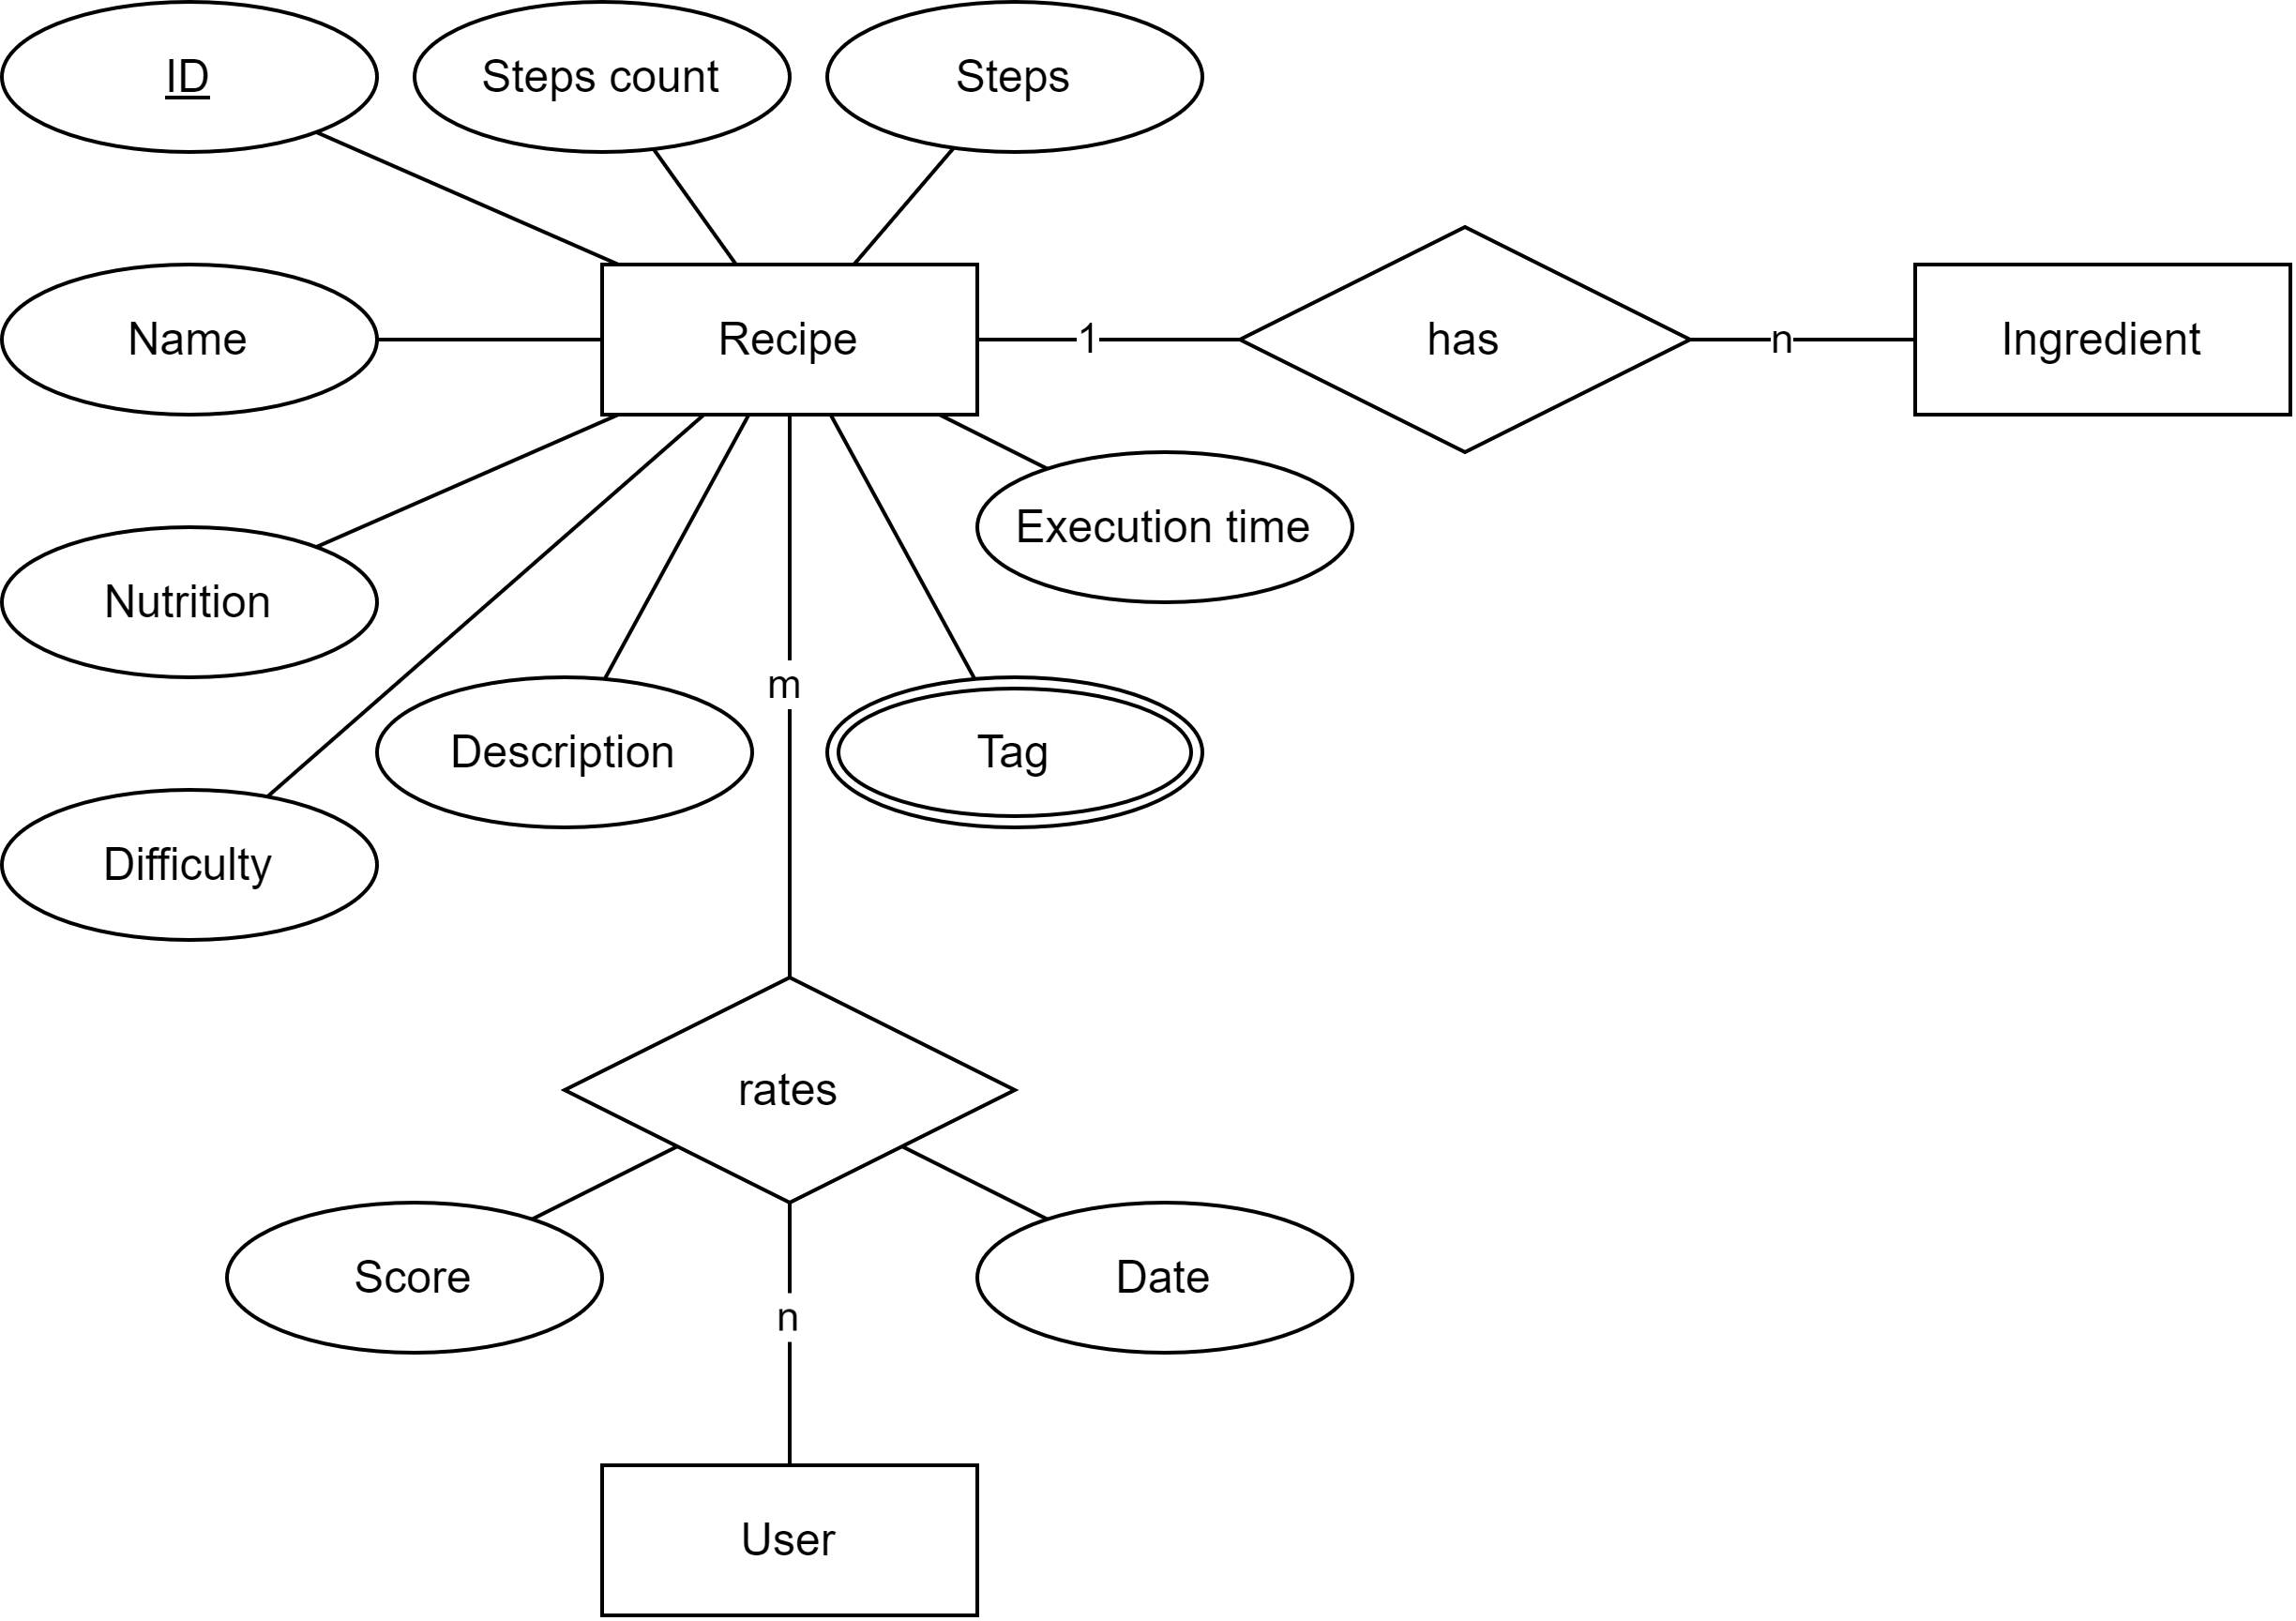 ID
Steps count
Steps
Name
Recipe
1
has
n
Ingredient
Execution time
Nutrition
m
Description
Tag
Difficulty
rates
Score
Date
n
User